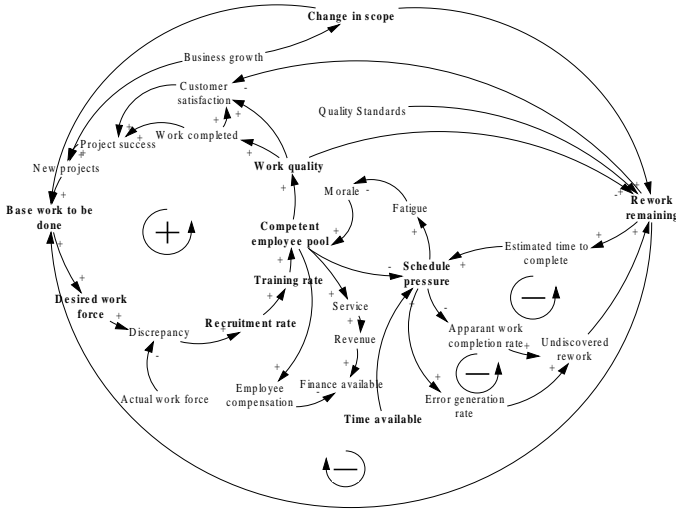 Change in scope
Business growth
Customer
satisfaction
Quality Standards
Project success
Work completed
New projects
Work quality
Morale
Fatigue
Base work to be
done
Rework
remaining
Competent
employee pool
Estimated time to
complete
Schedule
pressure
Training rate
Desired work
force
Service
Recruitment rate
Discrepancy
Revenue
Apparant work
completion rate
Undiscovered
rework
Actual work force
Employee
compensation
Finance available
Error generation
rate
Time available